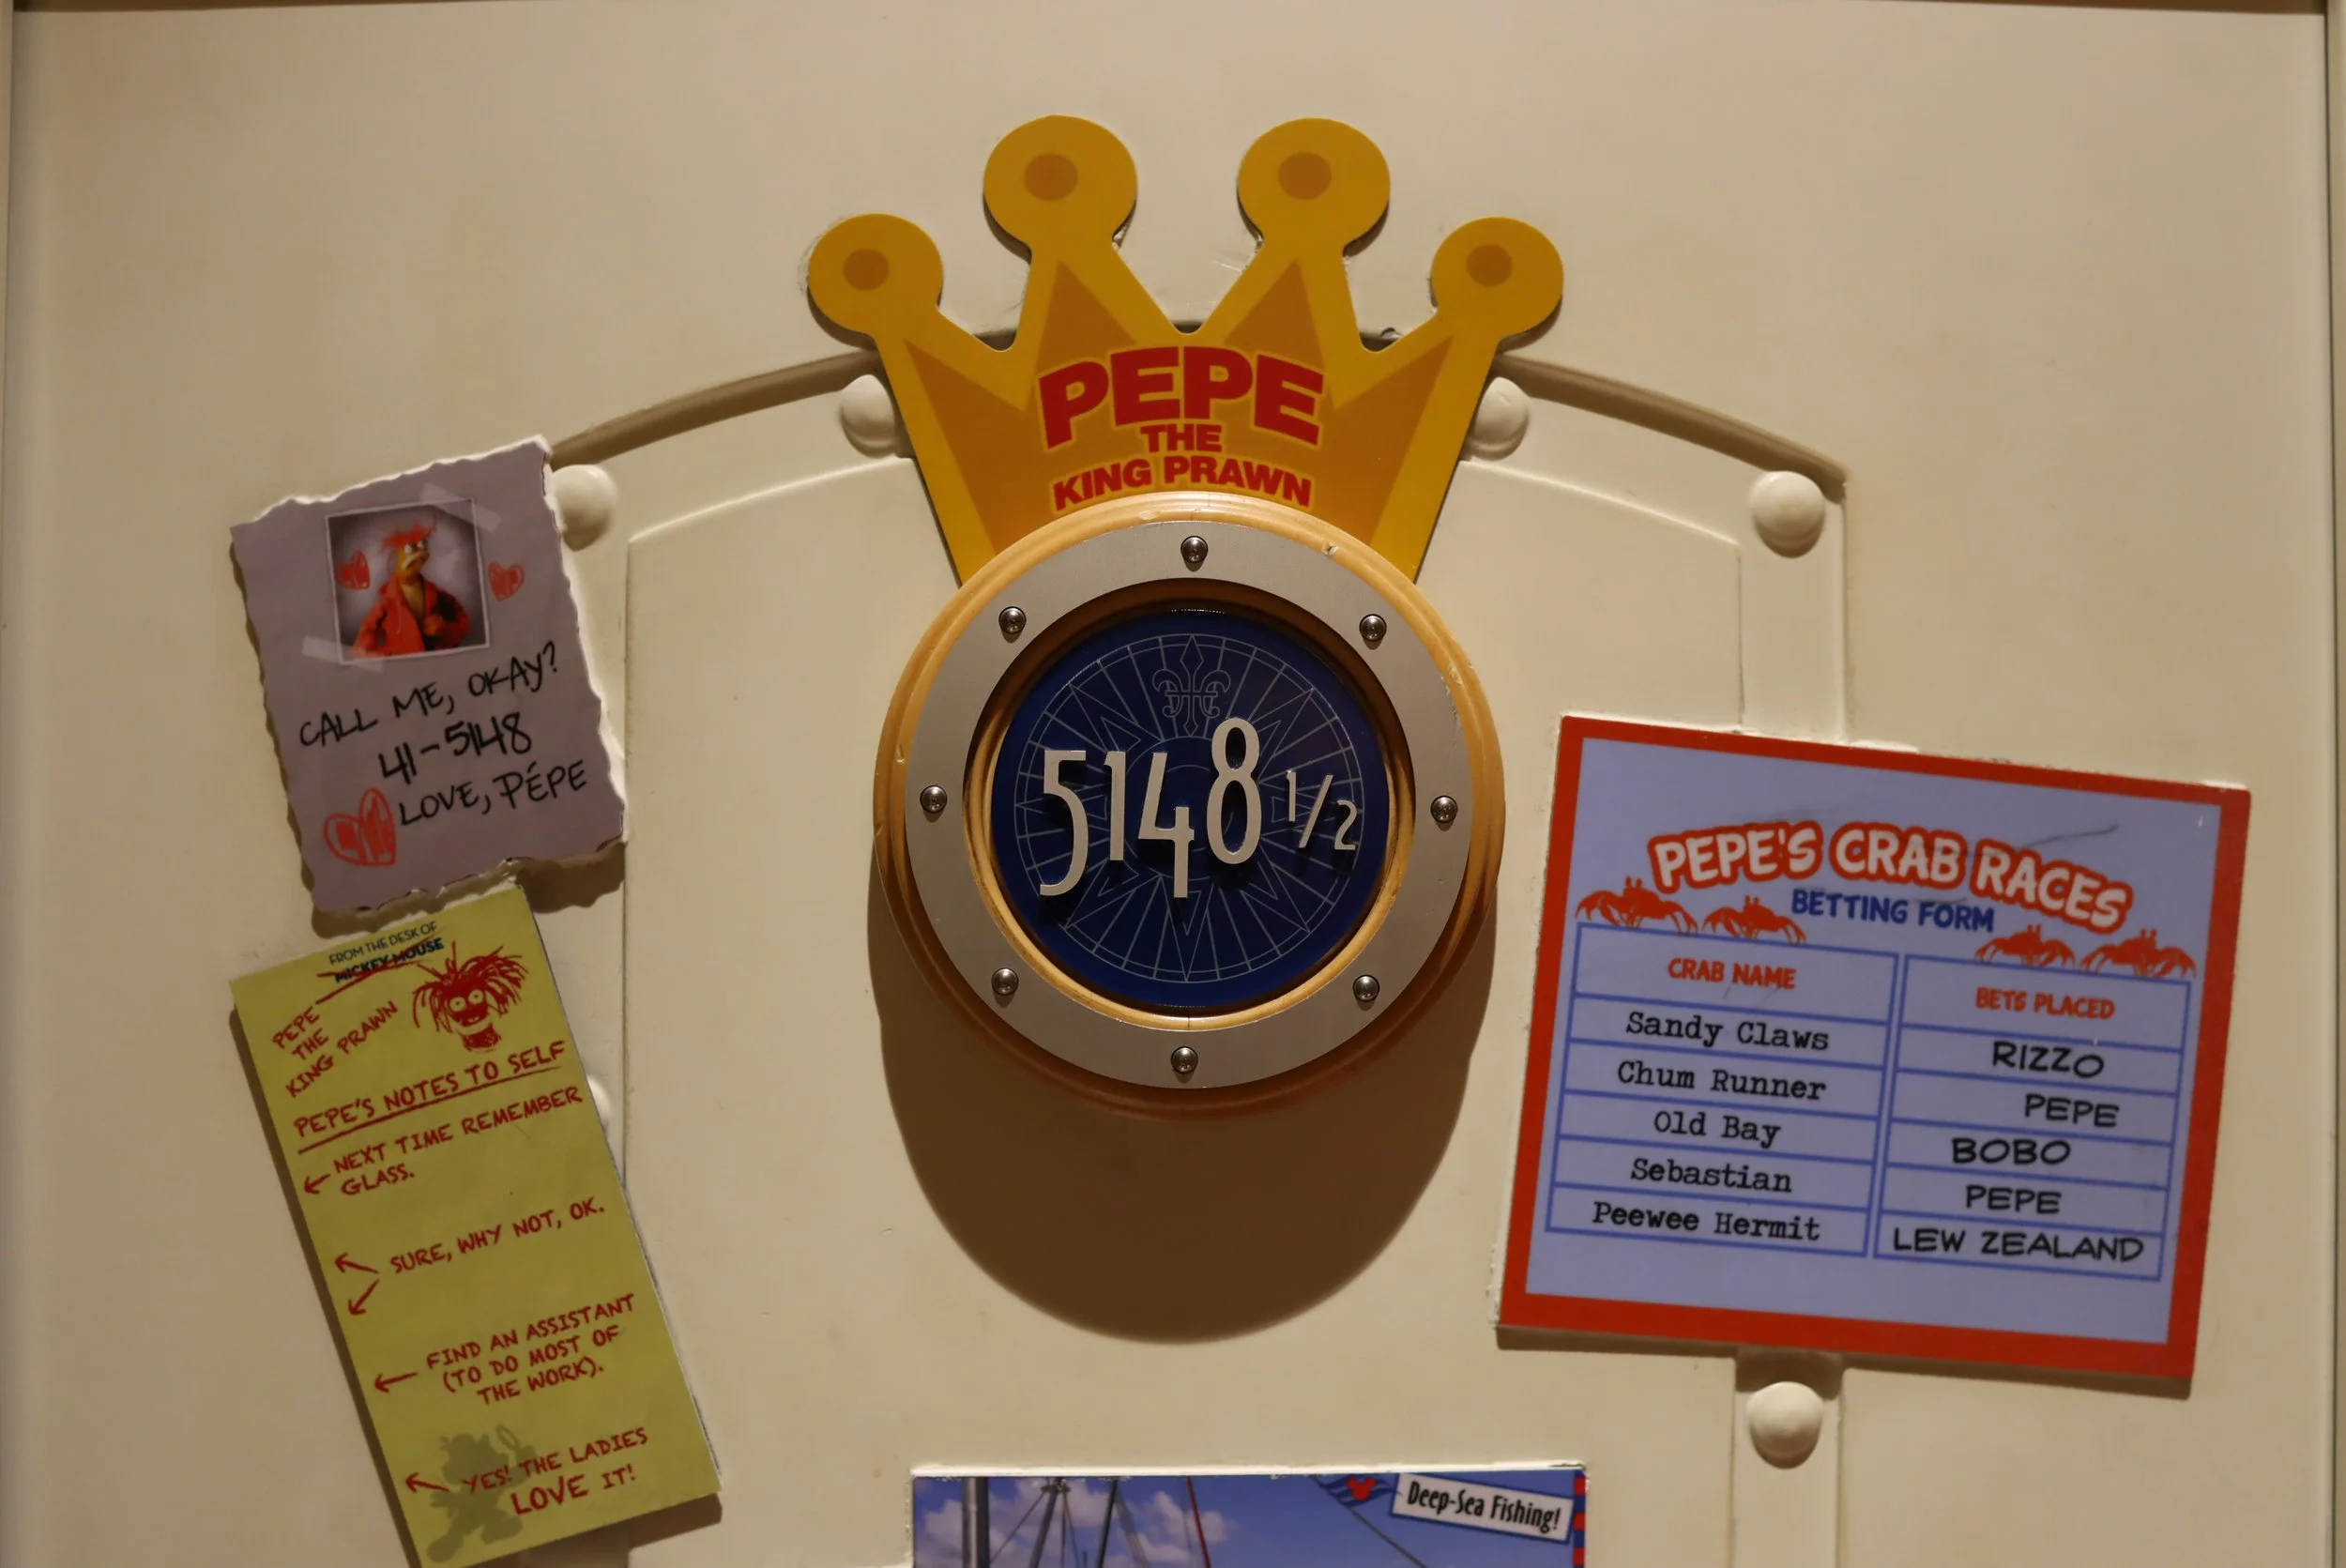 PEPE
THE
KING PRAWN
5148 1/2
CALL ME, OKAY?
41-5148
LOVE, PÉPE
FROM THE DESK OF
MICKEY MOUSE
PEPE
THE
KING PRAWN
PEPE'S NOTES TO SELF
NEXT TIME REMEMBER
GLASS.
SURE, WHY NOT, OK.
FIND AN ASSISTANT
(TO DO MOST OF
THE WORK).
YES! THE LADIES
LOVE IT!
PEPE'S CRAB RACES
BETTING FORM
CRAB NAME BETS PLACED
Sandy Claws RIZZO
Chum Runner PEPE
Old Bay BOBO
Sebastian PEPE
Peewee Hermit LEW ZEALAND
Deep-Sea Fishing!